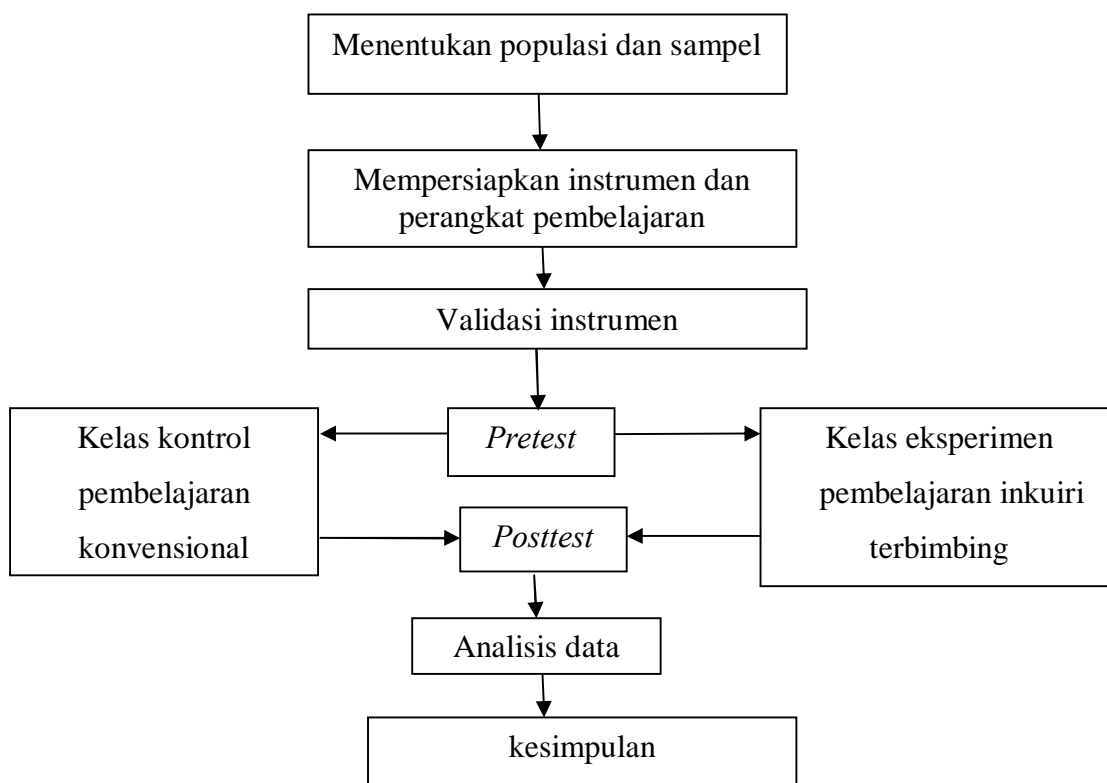 Menentukan populasi dan sampel
Mempersiapkan instrumen dan
perangkat pembelajaran
Validasi instrumen
Pretest
Kelas kontrol
pembelajaran
konvensional
Kelas eksperimen
pembelajaran inkuiri
terbimbing
Posttest
Analisis data
kesimpulan